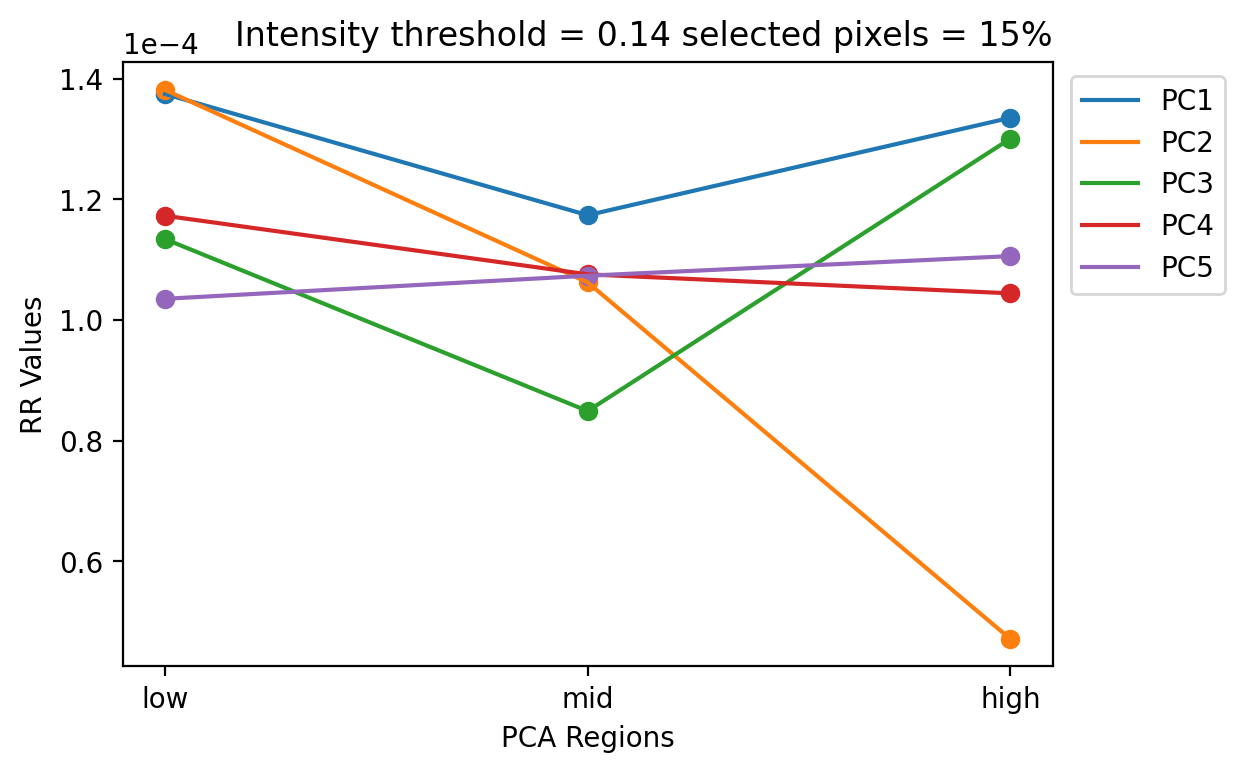 Intensity threshold = 0.14 selected pixels = 15%
1e−4
1.4
1.2
1.0
0.8
0.6
RR Values
low
mid
high
PCA Regions
PC1
PC2
PC3
PC4
PC5